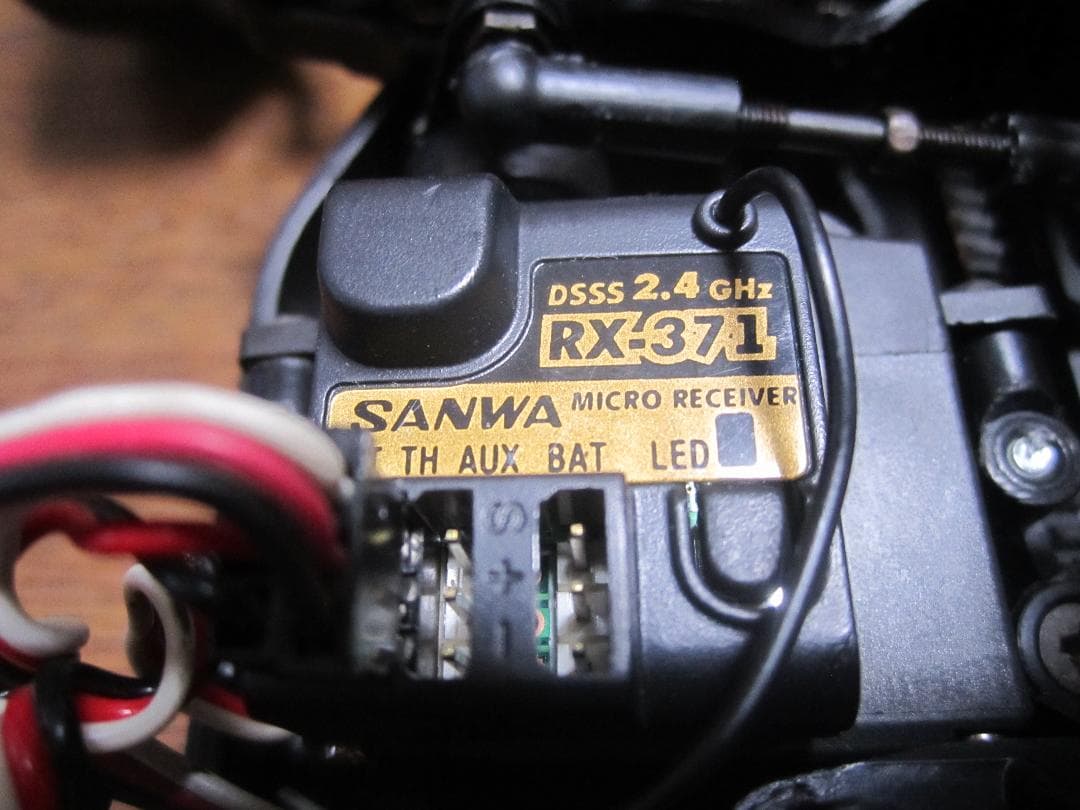 DSSS 2.4 GHz
RX-371
SANWA MICRO RECEIVER
TH AUX BAT LED
S
+
-